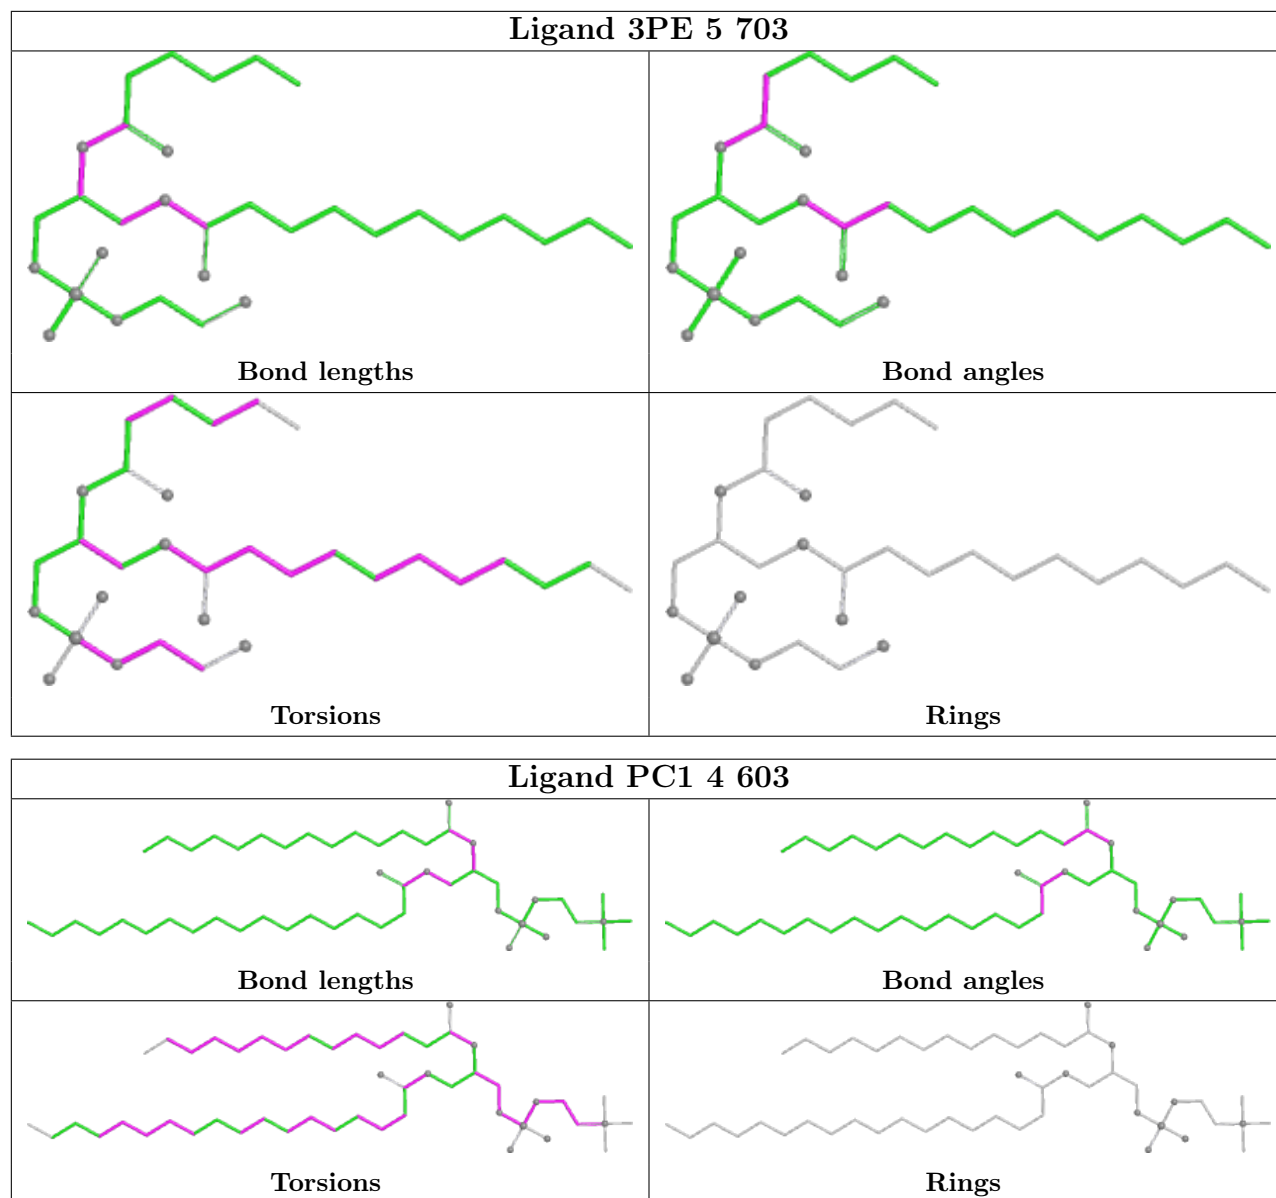 Ligand 3PE 5 703
Bond lengths
Bond angles
Torsions
Rings
Ligand PC1 4 603
Bond lengths
Bond angles
Torsions
Rings